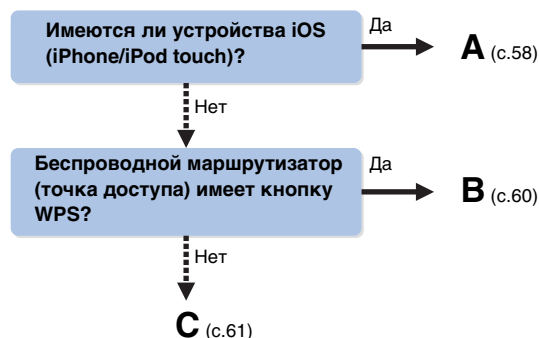 Имеются ли устройства iOS
(iPhone/iPod touch)?
Да
A (с.58)
Нет
Беспроводной маршрутизатор
(точка доступа) имеет кнопку
WPS?
Да
B (с.60)
Нет
C (с.61)